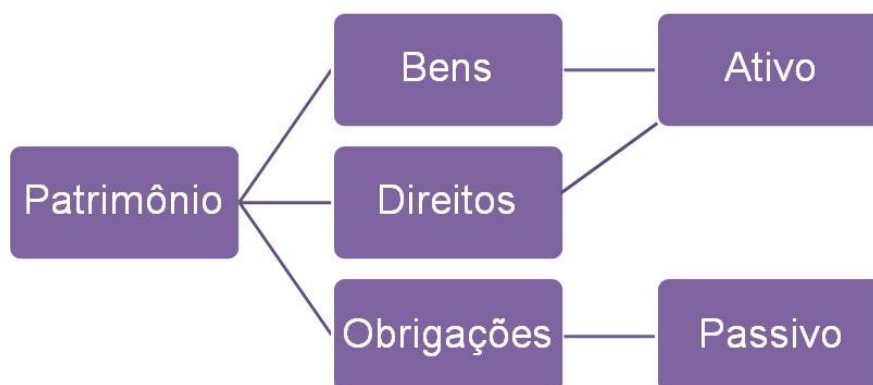 Bens
Ativo
Patrimônio
Direitos
Obrigações
Passivo